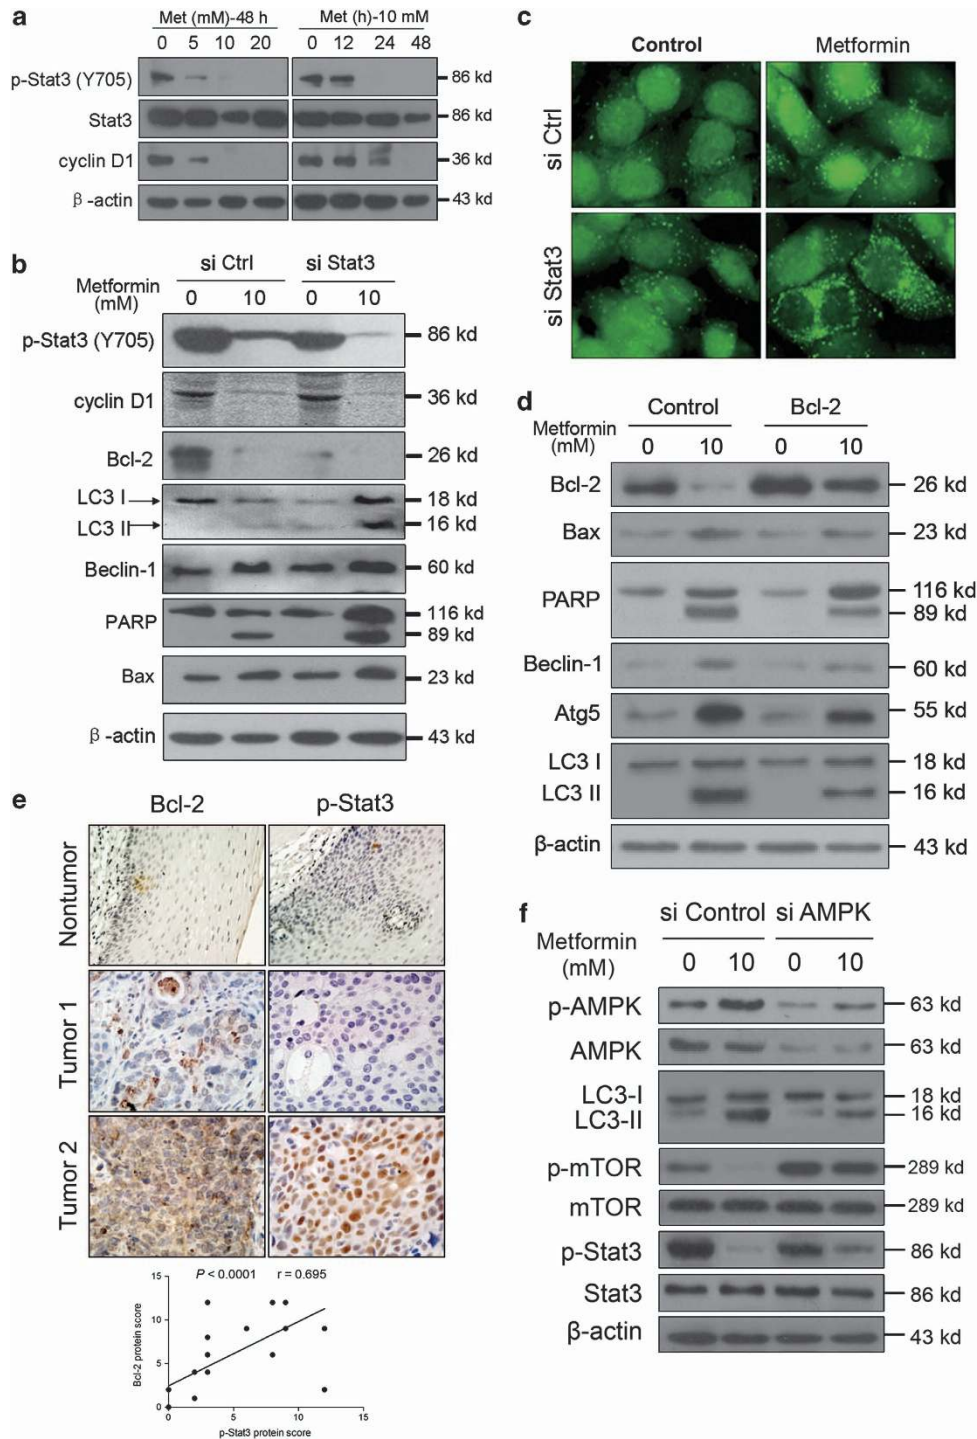 a
Met (mM)-48 h
Met (h)-10 mM
0 5 10 20 0 12 24 48
p-Stat3 (Y705) 86 kd
Stat3 86 kd
cyclin D1 36 kd
β-actin 43 kd
b
si Ctrl si Stat3
Metformin (mM) 0 10 0 10
p-Stat3 (Y705) 86 kd
cyclin D1 36 kd
Bcl-2 26 kd
LC3 I 18 kd
LC3 II 16 kd
Beclin-1 60 kd
PARP 116 kd
89 kd
Bax 23 kd
β-actin 43 kd
c
Control Metformin
si Ctrl
si Stat3
d
Control Bcl-2
Metformin (mM) 0 10 0 10
Bcl-2 26 kd
Bax 23 kd
PARP 116 kd
89 kd
Beclin-1 60 kd
Atg5 55 kd
LC3 I 18 kd
LC3 II 16 kd
β-actin 43 kd
e
Bcl-2 p-Stat3
Nontumor
Tumor 1
Tumor 2
P < 0.0001 r = 0.695
Bcl-2 protein score
15
10
5
0
0 5 10 15
p-Stat3 protein score
f
si Control si AMPK
Metformin (mM) 0 10 0 10
p-AMPK 63 kd
AMPK 63 kd
LC3-I 18 kd
LC3-II 16 kd
p-mTOR 289 kd
mTOR 289 kd
p-Stat3 86 kd
Stat3 86 kd
β-actin 43 kd